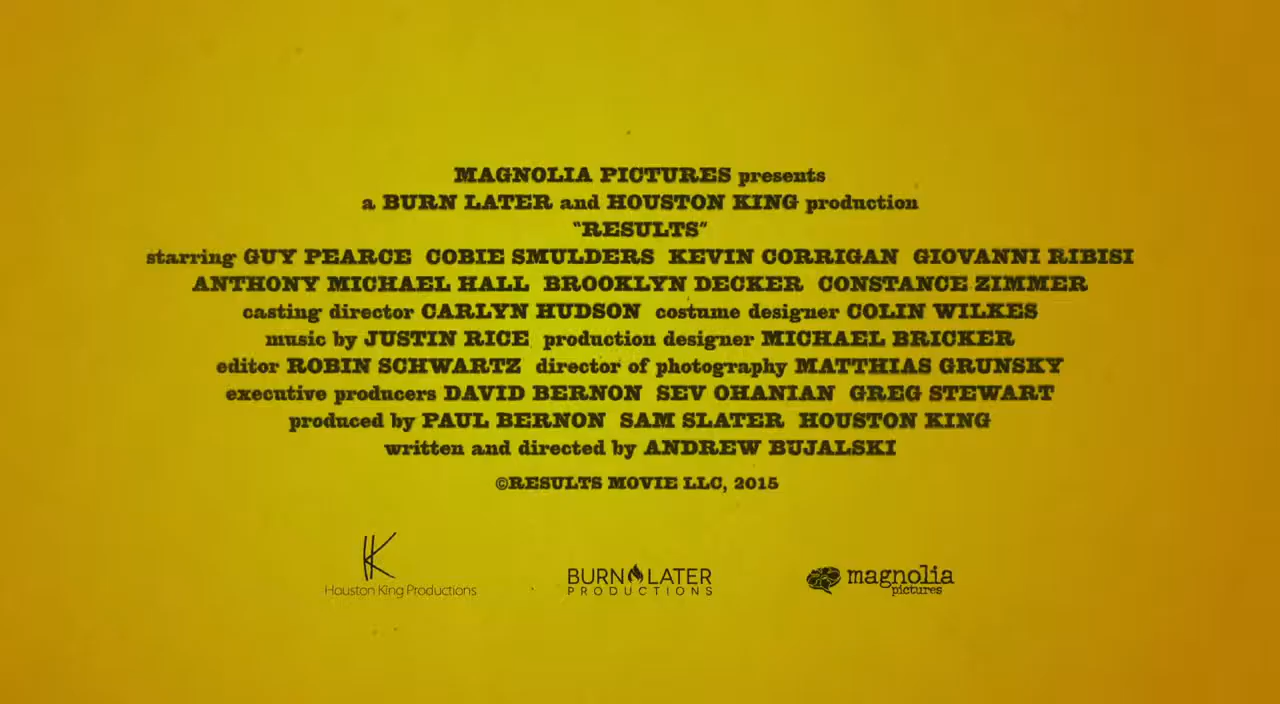 MAGNOLIA PICTURES presents
a BURN LATER and HOUSTON KING production
"RESULTS"
starring GUY PEARCE COBIE SMULDERS KEVIN CORRIGAN GIOVANNI RIBISI
ANTHONY MICHAEL HALL BROOKLYN DECKER CONSTANCE ZIMMER
casting director CARLYN HUDSON costume designer COLIN WILKES
music by JUSTIN RICE production designer MICHAEL BRICKER
editor ROBIN SCHWARTZ director of photography MATTHIAS GRUNSKY
executive producers DAVID BERNON SEV OHANIAN GREG STEWART
produced by PAUL BERNON SAM SLATER HOUSTON KING
written and directed by ANDREW BUJALSKI
©RESULTS MOVIE LLC, 2015
HK
Houston King Productions
BURN LATER
PRODUCTIONS
magnolia
pictures